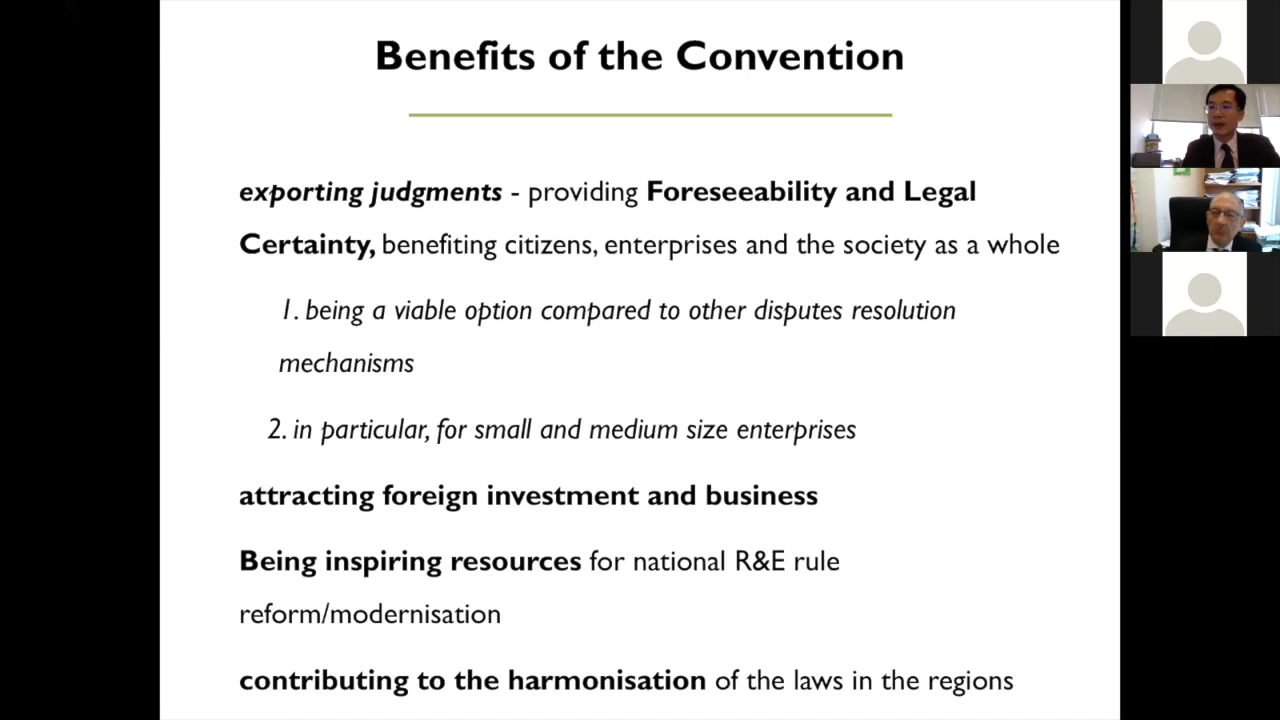 Benefits of the Convention
exporting judgments - providing Foreseeability and Legal
Certainty, benefiting citizens, enterprises and the society as a whole
1. being a viable option compared to other disputes resolution
mechanisms
2. in particular, for small and medium size enterprises
attracting foreign investment and business
Being inspiring resources for national R&E rule
reform/modernisation
contributing to the harmonisation of the laws in the regions